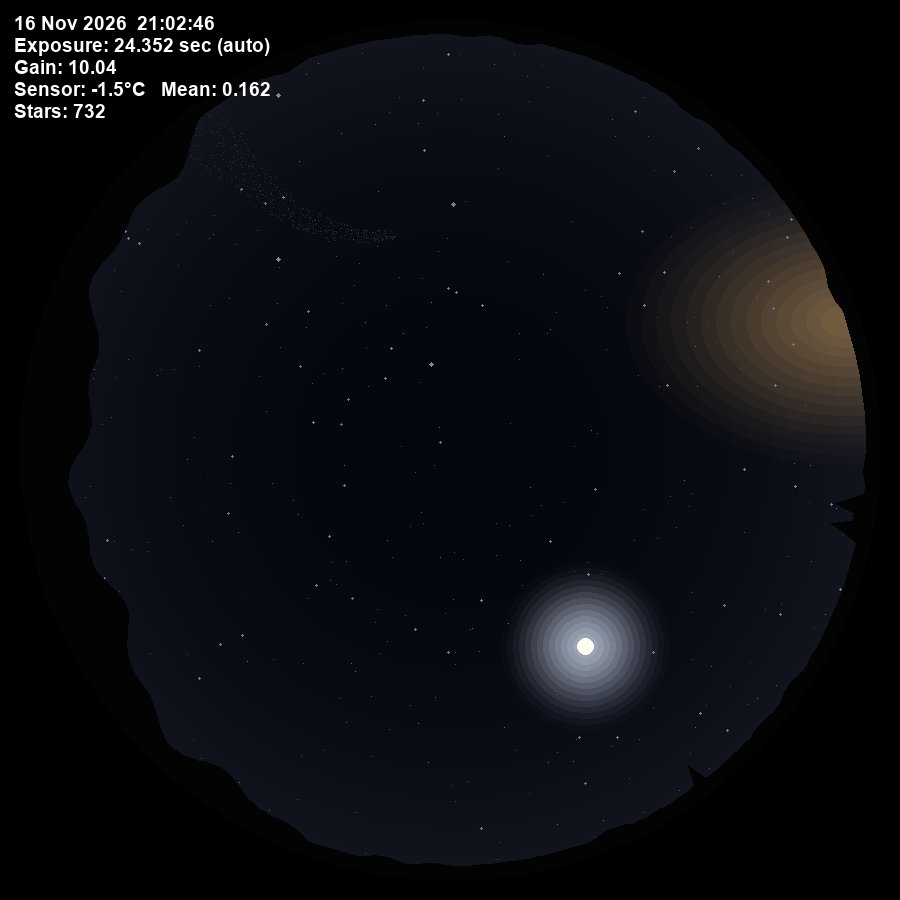 16 Nov 2026  21:02:46
Exposure: 24.352 sec (auto)
Gain: 10.04
Sensor: -1.5°C   Mean: 0.162
Stars: 732